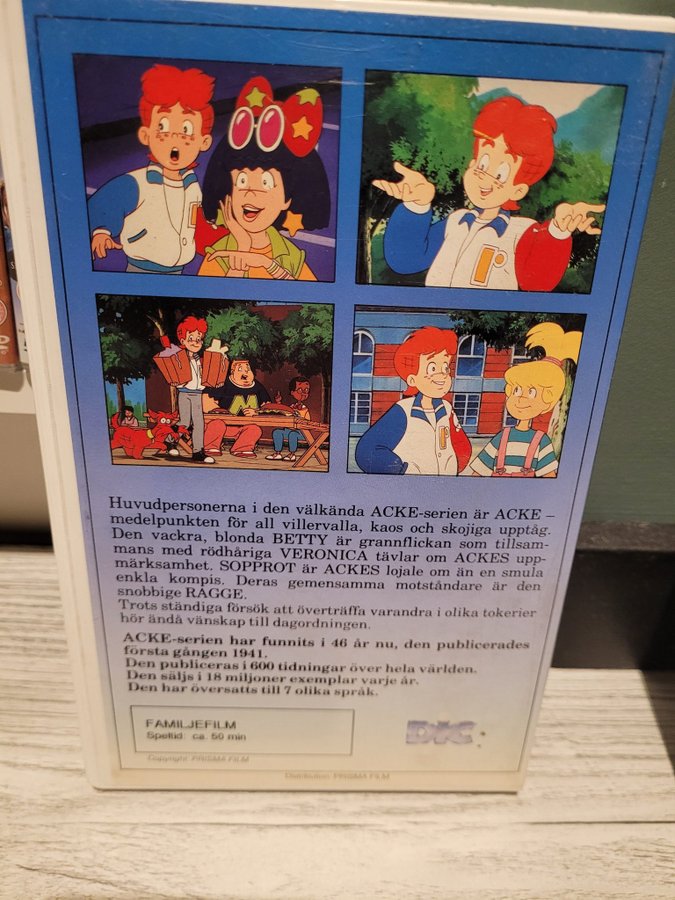 Huvudpersonerna i den välkända ACKE-serien är ACKE –
medelpunkten för all villervalla, kaos och skojiga upptåg.
Den vackra, blonda BETTY är grannflickan som tillsam-
mans med rödhåriga VERONICA tävlar om ACKES upp-
märksamhet. SOPPROT är ACKES lojale om än en smula
enkla kompis. Deras gemensamma motståndare är den
snobbige RAGGE.
Trots ständiga försök att överträffa varandra i olika tokerier
hör ändå vänskap till dagordningen.
ACKE-serien har funnits i 46 år nu, den publicerades
första gången 1941.
Den publiceras i 600 tidningar över hela världen.
Den säljs i 18 miljoner exemplar varje år.
Den har översatts till 7 olika språk.
FAMILJEFILM
Speltid: ca. 50 min
DIC
Copyright PRISMA FILM
Distribution: PRISMA FILM